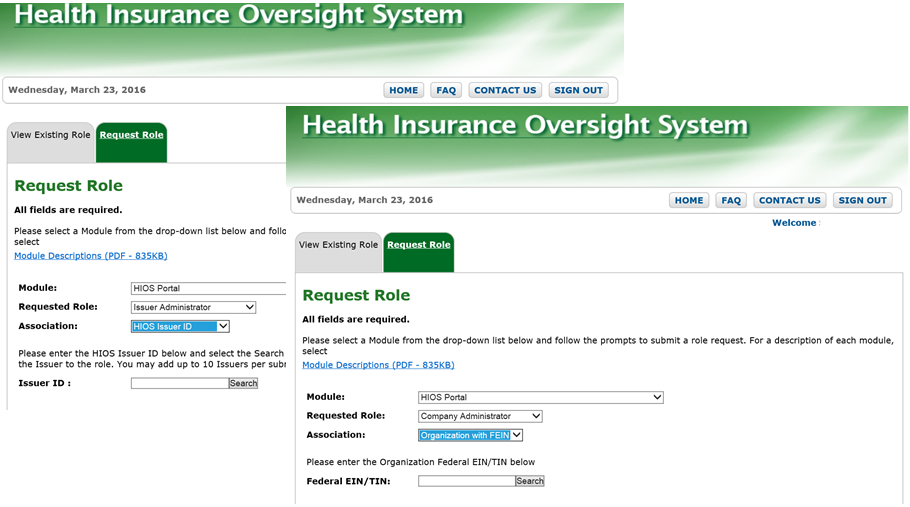 Health Insurance Oversight System
Wednesday, March 23, 2016
HOME FAQ CONTACT US SIGN OUT
View Existing Role Request Role
Request Role
All fields are required.
Please select a Module from the drop-down list below and follo
select
Module Descriptions (PDF - 835KB)
Module: HIOS Portal
Requested Role: Issuer Administrator
Association: HIOS Issuer ID
Please enter the HIOS Issuer ID below and select the Search
the Issuer to the role. You may add up to 10 Issuers per subm
Issuer ID : Search
Health Insurance Oversight System
Wednesday, March 23, 2016
HOME FAQ CONTACT US SIGN OUT
Welcome
View Existing Role Request Role
Request Role
All fields are required.
Please select a Module from the drop-down list below and follow the prompts to submit a role request. For a description of each module,
select
Module Descriptions (PDF - 835KB)
Module: HIOS Portal
Requested Role: Company Administrator
Association: Organization with FEIN
Please enter the Organization Federal EIN/TIN below
Federal EIN/TIN: Search